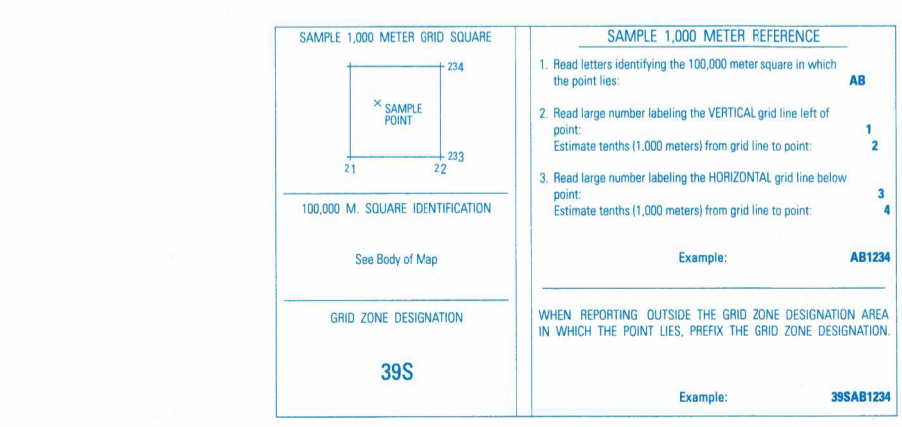 SAMPLE 1,000 METER GRID SQUARE
234
× SAMPLE
POINT
233
21 22
100,000 M. SQUARE IDENTIFICATION
See Body of Map
GRID ZONE DESIGNATION
39S
SAMPLE 1,000 METER REFERENCE
1. Read letters identifying the 100,000 meter square in which
the point lies: AB
2. Read large number labeling the VERTICAL grid line left of
point: 1
Estimate tenths (1,000 meters) from grid line to point: 2
3. Read large number labeling the HORIZONTAL grid line below
point: 3
Estimate tenths (1,000 meters) from grid line to point: 4
Example: AB1234
WHEN REPORTING OUTSIDE THE GRID ZONE DESIGNATION AREA
IN WHICH THE POINT LIES, PREFIX THE GRID ZONE DESIGNATION.
Example: 39SAB1234